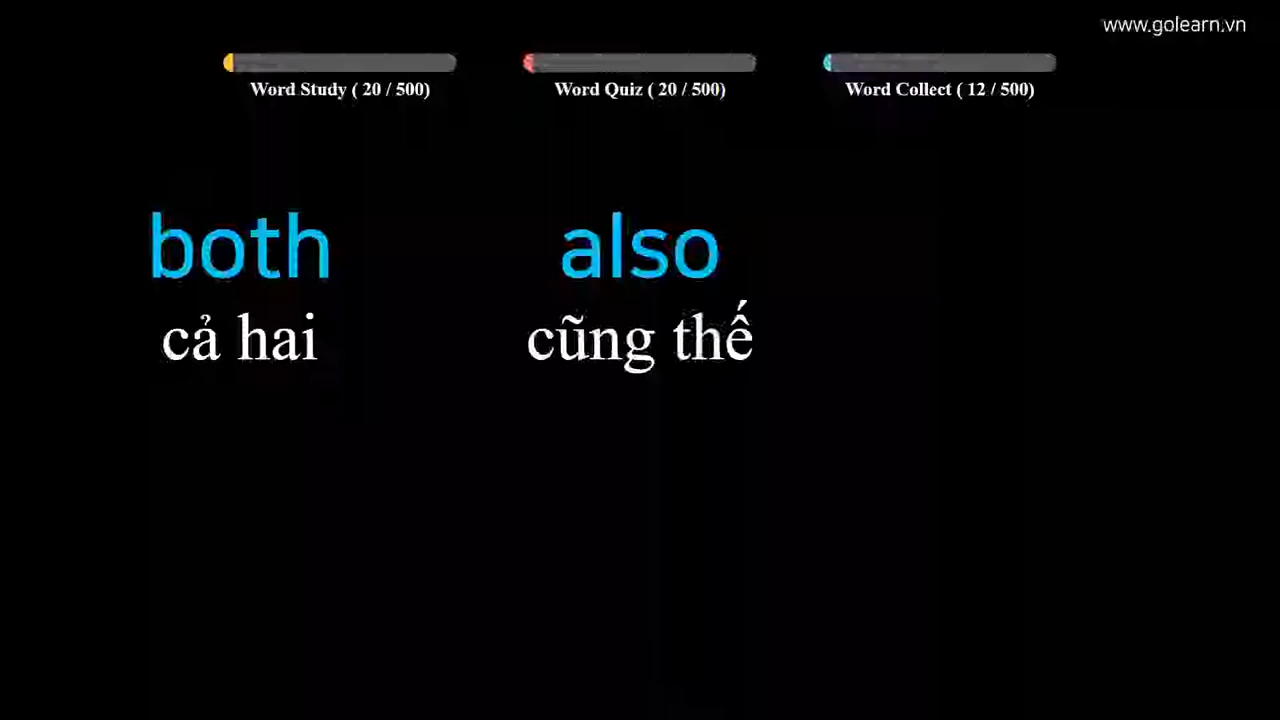 www.golearn.vn
Word Study ( 20 / 500)
Word Quiz ( 20 / 500)
Word Collect ( 12 / 500)
both
also
cả hai
cũng thế